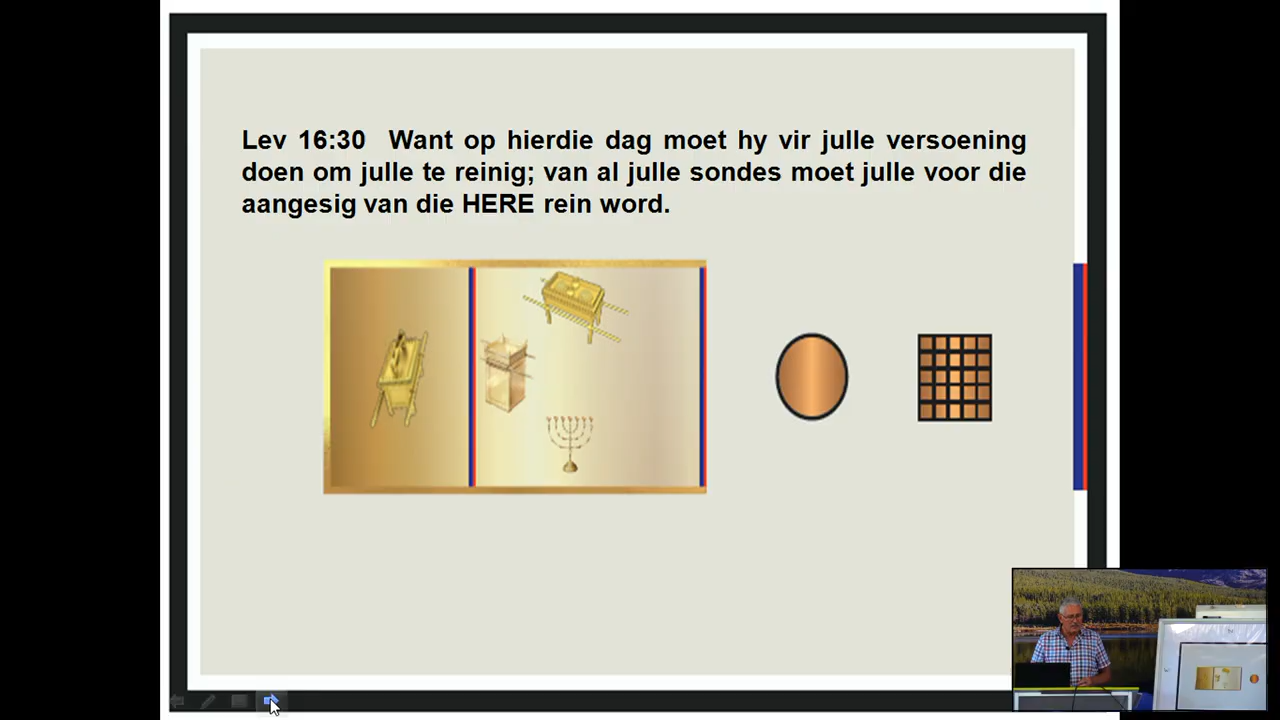 Lev 16:30  Want op hierdie dag moet hy vir julle versoening
doen om julle te reinig; van al julle sondes moet julle voor die
aangesig van die HERE rein word.